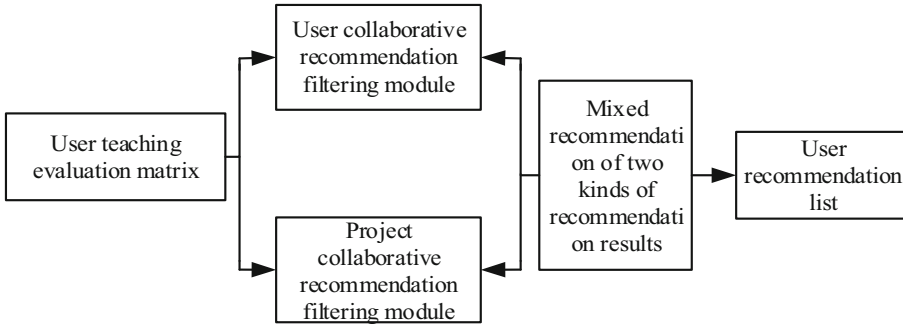 User collaborative
recommendation
filtering module
User teaching
evaluation matrix
Project
collaborative
recommendation
filtering module
Mixed
recommendati
on of two
kinds of
recommendati
on results
User
recommendation
list